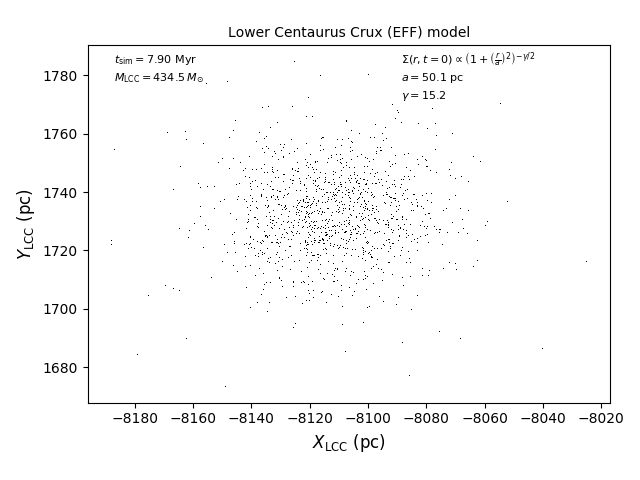 Lower Centaurus Crux (EFF) model
t_sim = 7.90 Myr
M_LCC = 434.5 M_⊙
Σ(r, t = 0) ∝ (1 + (r/a)²)^(−γ/2)
a = 50.1 pc
γ = 15.2
Y_LCC (pc)
1780
1760
1740
1720
1700
1680
−8180 −8160 −8140 −8120 −8100 −8080 −8060 −8040 −8020
X_LCC (pc)